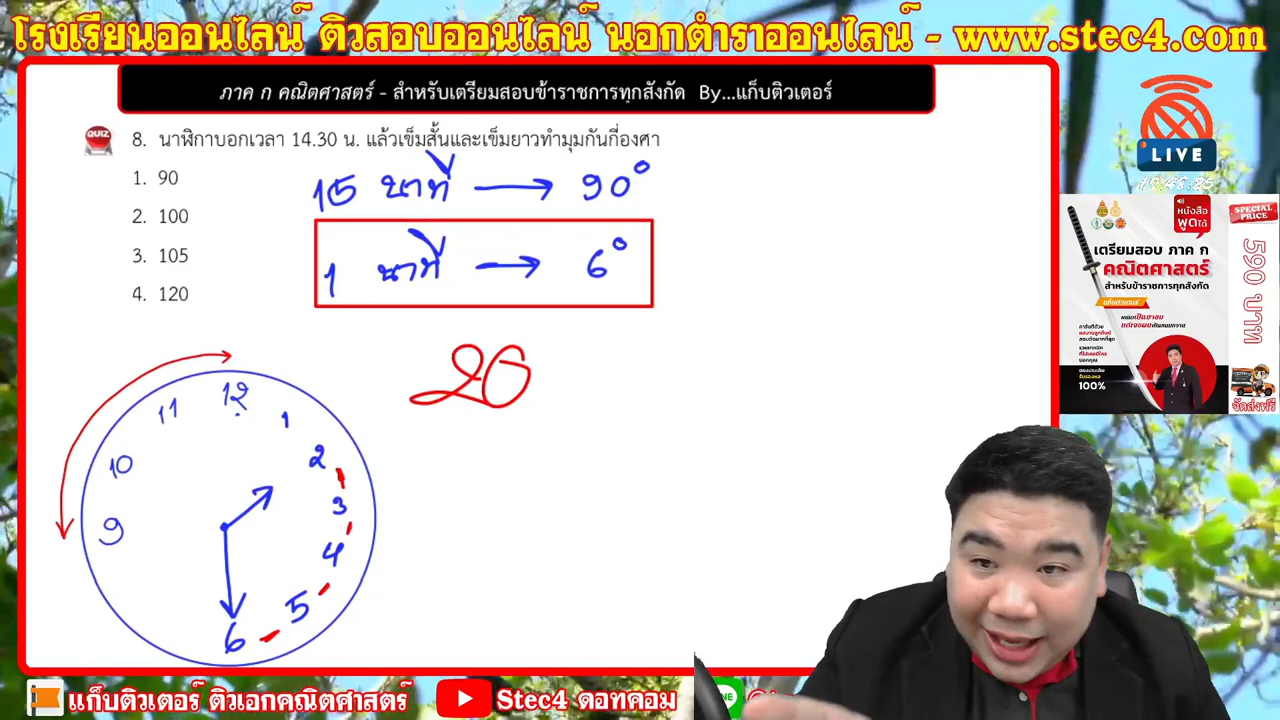 โรงเรียนออนไลน์ ติวสอบออนไลน์ นอกตำราออนไลน์ - www.stec4.com
ภาค ก คณิตศาสตร์ - สำหรับเตรียมสอบข้าราชการทุกสังกัด By...แก็บติวเตอร์
QUIZ
8. นาฬิกาบอกเวลา 14.30 น. แล้วเข็มสั้นและเข็มยาวทำมุมกันกี่องศา
1. 90
2. 100
3. 105
4. 120
15 นาที → 90°
1 นาที → 6°
20
12
1
2
3
4
5
6
9
10
11
LIVE
หนังสือ
พูดได้
SPECIAL
PRICE
เตรียมสอบ ภาค ก
คณิตศาสตร์
สำหรับข้าราชการทุกสังกัด
แก็บติวเตอร์
590 บาท
100%
จัดส่งฟรี
แก็บติวเตอร์ ติวเอกคณิตศาสตร์
Stec4 ดอทคอม